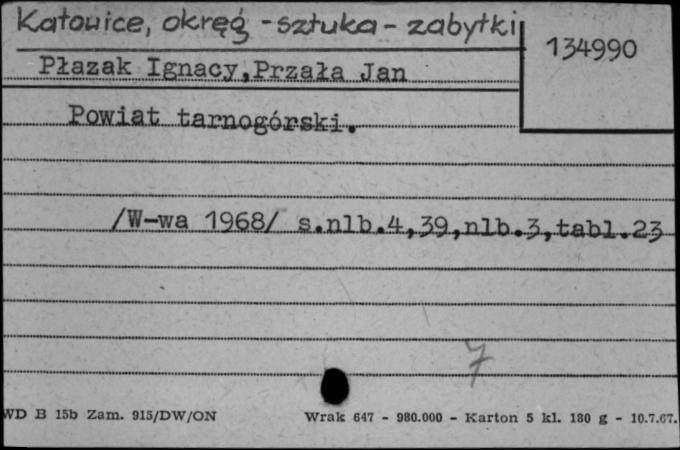 Katowice, okręg - sztuka - zabytki
134990
Płazak Ignacy,Przała Jan
Powiat tarnogórski.
/W-wa 1968/ s.nlb.4,39,nlb.3,tabl.23
7
WD B 15b Zam. 915/DW/ON Wrak 647 - 980.000 - Karton 5 kl. 180 g - 10.7.67.